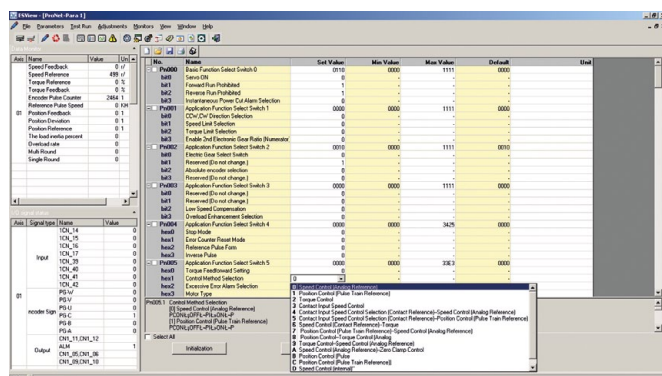 ESView - [ProNet-Para 1]
File Parameters Test Run Adjustments Monitors View Window Help
Data Monitor
Axis Name Value Un
Speed Feedback 0 r/
Speed Reference 499 r/
Torque Reference 0 %
Torque Feedback 0 %
Encoder Pulse Counter 2464 1
Reference Pulse Speed 0 KH
01 Position Feedback 0 1
Position Deviation 0 1
Position Reference 0 1
The load inertia percent 0
Overload rate 0
Multi Round 0
Single Round 0
signal status
Axis Signal type Name Value
1CN_14 0
1CN_15 0
1CN_16 0
Input 1CN_17 0
1CN_39 0
1CN_40 0
1CN_41 0
1CN_42 0
01
PG-W 0
PG-V 0
ncoder Sign PG-U 0
PG-C 0
PG-B 0
PG-A 0
CN1_11,CN1_12
Output ALM 1
CN1_05,CN1_06
CN1_09,CN1_10
No. Name Set Value Min Value Max Value Default Unit
Pn000 Basic Function Select Switch 0 0110 0000 1111 0000
bit0 Servo ON 0
bit1 Forward Run Prohibited 1
bit2 Reverse Run Prohibited 1
bit3 Instantaneous Power Cut Alarm Selection 0
Pn001 Application Function Select Switch 1 0000 0000 1111 0000
bit0 CCW,CW Direction Selection 0
bit1 Speed Limit Selection 0
bit2 Torque Limit Selection 0
bit3 Enable 2nd Electronic Gear Ratio (Numerator 0
Pn002 Application Function Select Switch 2 0010 0000 1111 0010
bit0 Electric Gear Select Switch 0
bit1 Reserved (Do not change.)
bit2 Absolute encoder selection 0
bit3 Reserved (Do not change.) 0
Pn003 Application Function Select Switch 3 0000 0000 1111 0000
bit0 Reserved (Do not change.) 0
bit1 Reserved (Do not change.) 0
bit2 Low Speed Compensation 0
bit3 Overload Enhancement Selection 0
Pn004 Application Function Select Switch 4 0000 0000 3425 0000
hex0 Stop Mode 0
hex1 Error Counter Reset Mode 0
hex2 Reference Pulse Form 0
hex3 Inverse Pulse 0
Pn005 Application Function Select Switch 5 0000 0000 33E3 0000
hex0 Torque Feedforward Setting 0
hex1 Control Method Selection 0
hex2 Excessive Error Alarm Selection
hex3 Motor Type
0 Speed Control (Analog Reference)
1 Position Control (Pulse Train Reference)
2 Torque Control
3 Contact Input Speed Control
4 Contact Input Speed Control Selection (Contact Reference)-Speed Control (Analog Reference)
5 Contact Input Speed Control Selection (Contact Reference)-Position Control (Pulse Train Reference)
6 Speed Control (Contact Reference)-Torque
7 Position Control (Pulse Train Reference)-Speed Control (Analog Reference)
8 Position Control-Torque Control (Analog
9 Torque Control-Speed Control (Analog Reference)
A Speed Control (Analog Reference)-Zero Clamp Control
B Position Control (Pulse
C Position Control (Pulse Train Reference)]
D Speed Control (internal)"
Pn005.1 Control Method Selection
[0] Speed Control (Analog Reference)
[1] Position Control (Pulse Train Reference)
Select All
Initialization